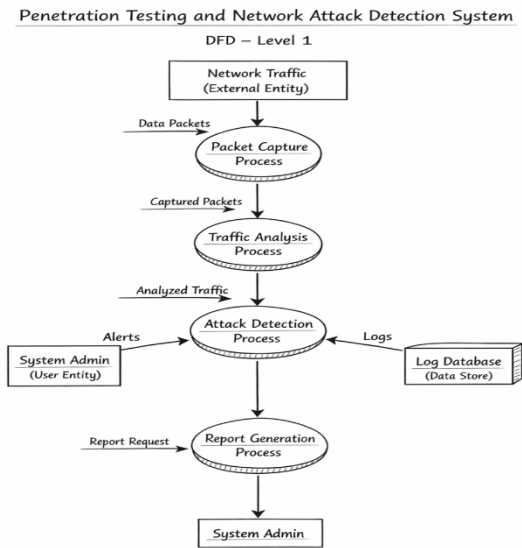 Penetration Testing and Network Attack Detection System
DFD – Level 1
Network Traffic
(External Entity)
Data Packets
Packet Capture
Process
Captured Packets
Traffic Analysis
Process
Analyzed Traffic
Attack Detection
Process
Alerts
Logs
System Admin
(User Entity)
Log Database
(Data Store)
Report Request
Report Generation
Process
System Admin